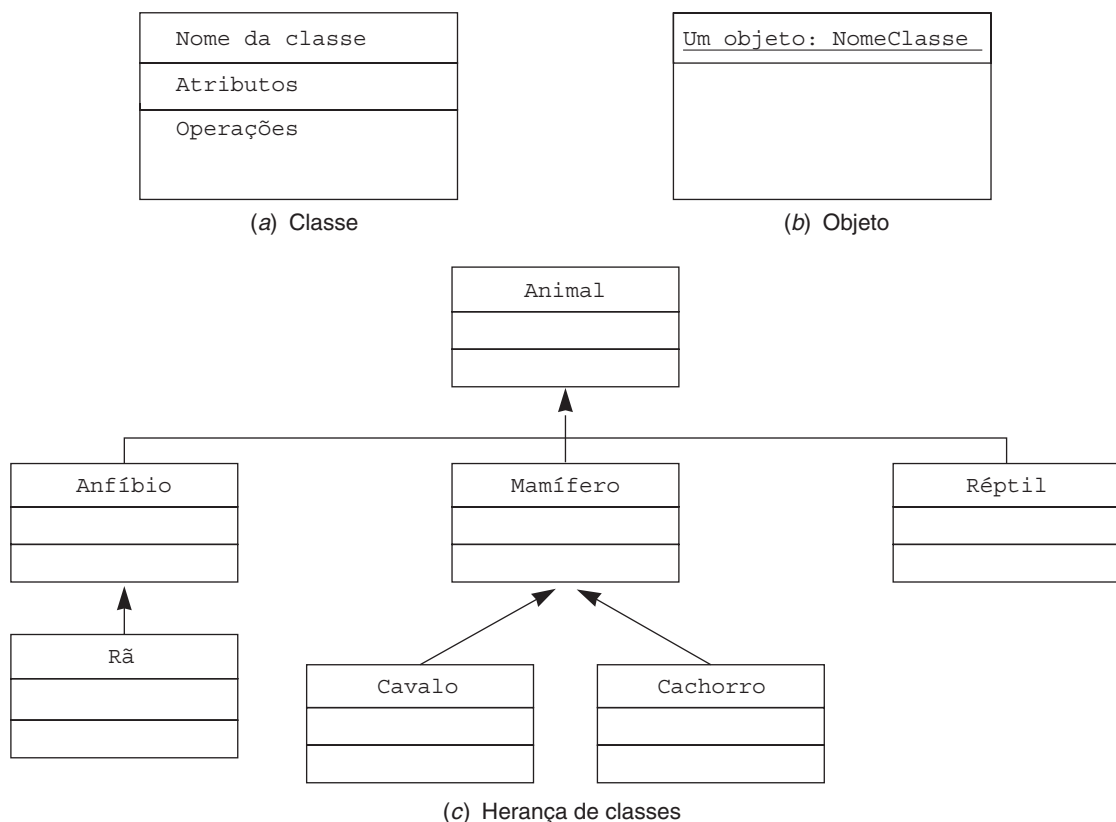 Nome da classe
Atributos
Operações
(a) Classe
Um objeto: NomeClasse
(b) Objeto
Animal
Anfíbio
Mamífero
Réptil
Rã
Cavalo
Cachorro
(c) Herança de classes